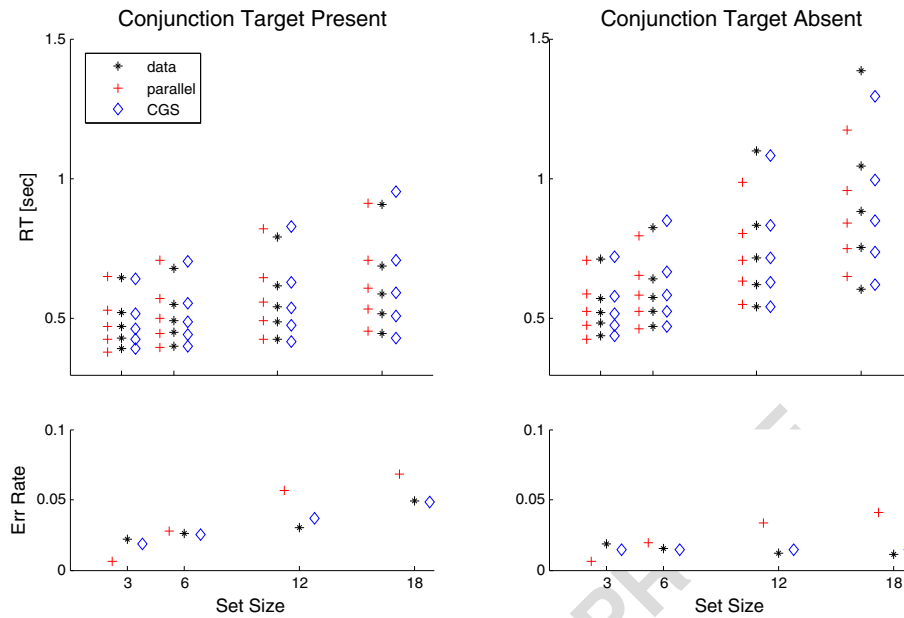 Conjunction Target Present
Conjunction Target Absent
1.5
data
parallel
CGS
1
0.5
RT [sec]
1.5
1
0.5
0.1
0.05
0
Err Rate
3
6
12
18
Set Size
0.1
0.05
0
3
6
12
18
Set Size